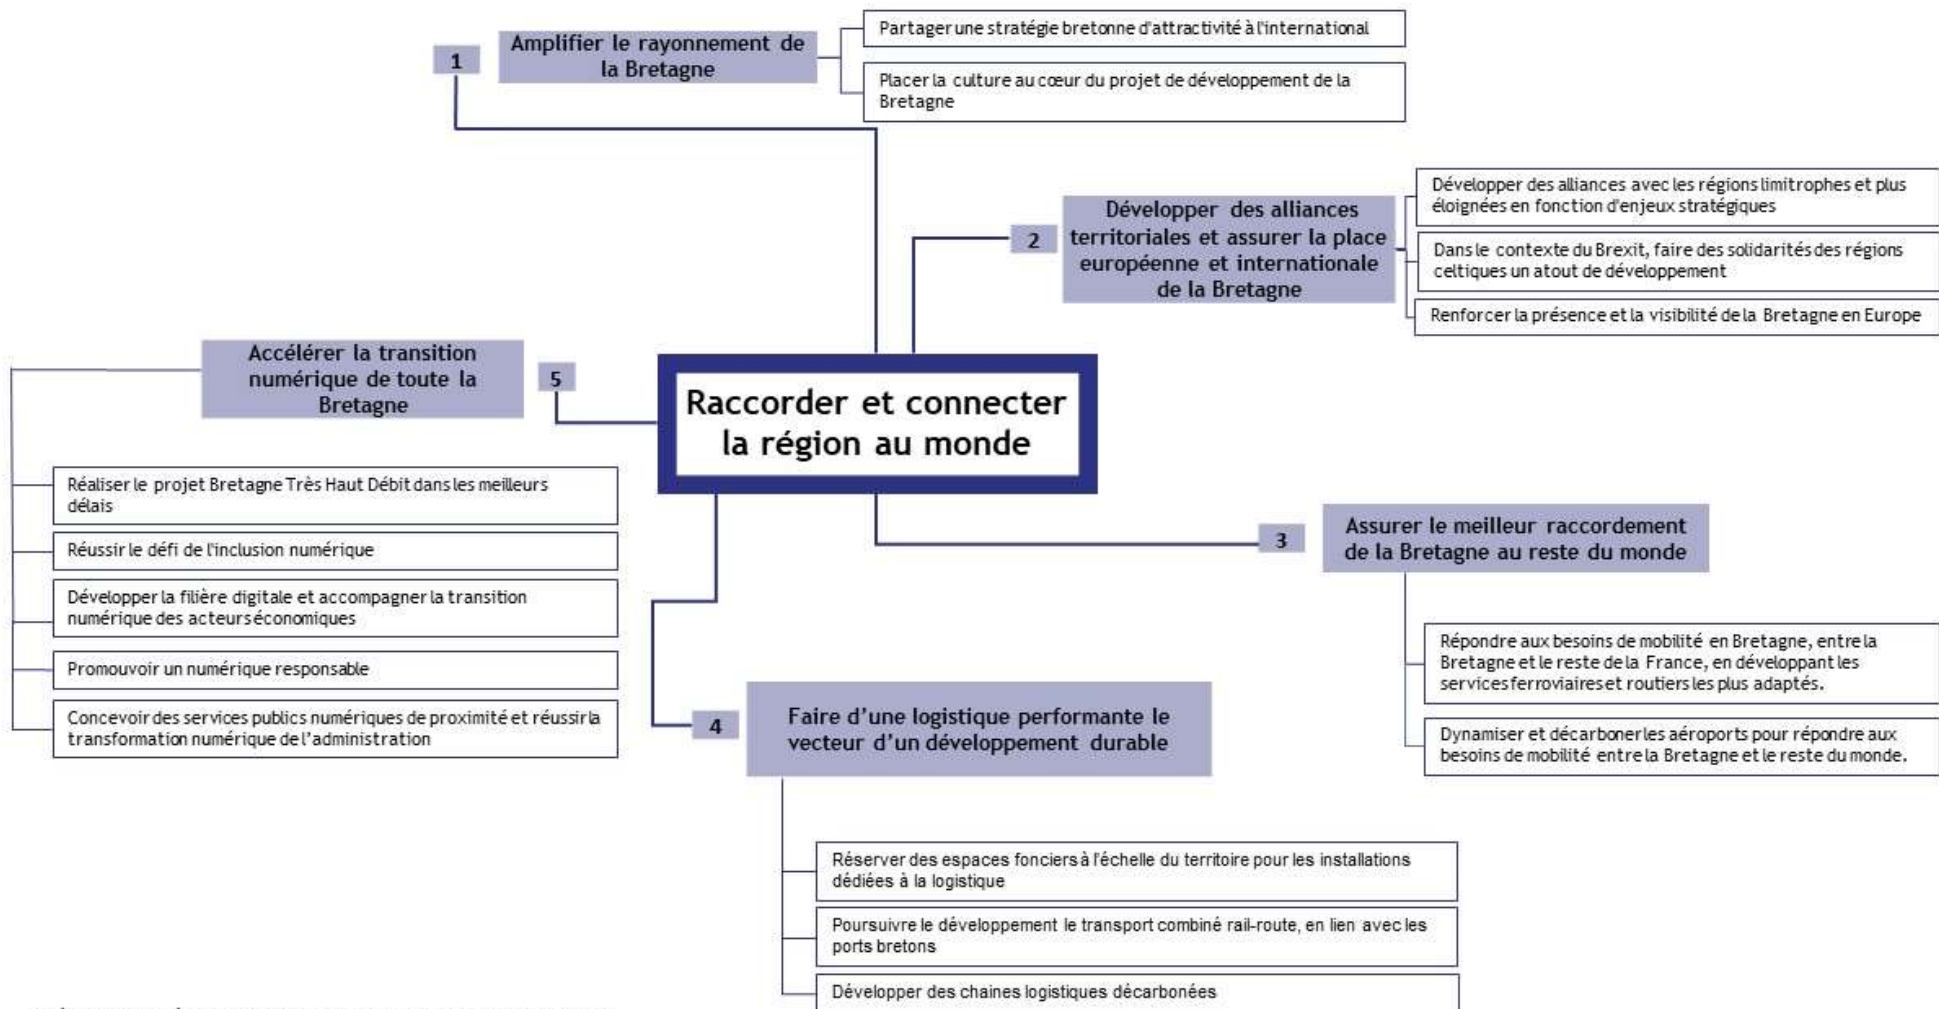 1
Amplifier le rayonnement de
la Bretagne
Partager une stratégie bretonne d'attractivité à l'international
Placer la culture au cœur du projet de développement de la
Bretagne
2
Développer des alliances
territoriales et assurer la place
européenne et internationale
de la Bretagne
Développer des alliances avec les régions limitrophes et plus
éloignées en fonction d'enjeux stratégiques
Dans le contexte du Brexit, faire des solidarités des régions
celtiques un atout de développement
Renforcer la présence et la visibilité de la Bretagne en Europe
Raccorder et connecter
la région au monde
3
Assurer le meilleur raccordement
de la Bretagne au reste du monde
Répondre aux besoins de mobilité en Bretagne, entre la
Bretagne et le reste de la France, en développant les
services ferroviaires et routiers les plus adaptés.
Dynamiser et décarboner les aéroports pour répondre aux
besoins de mobilité entre la Bretagne et le reste du monde.
4
Faire d'une logistique performante le
vecteur d'un développement durable
Réserver des espaces fonciers à l'échelle du territoire pour les installations
dédiées à la logistique
Poursuivre le développement le transport combiné rail-route, en lien avec les
ports bretons
Développer des chaines logistiques décarbonées
5
Accélérer la transition
numérique de toute la
Bretagne
Réaliser le projet Bretagne Très Haut Débit dans les meilleurs
délais
Réussir le défi de l'inclusion numérique
Développer la filière digitale et accompagner la transition
numérique des acteurs économiques
Promouvoir un numérique responsable
Concevoir des services publics numériques de proximité et réussir la
transformation numérique de l'administration